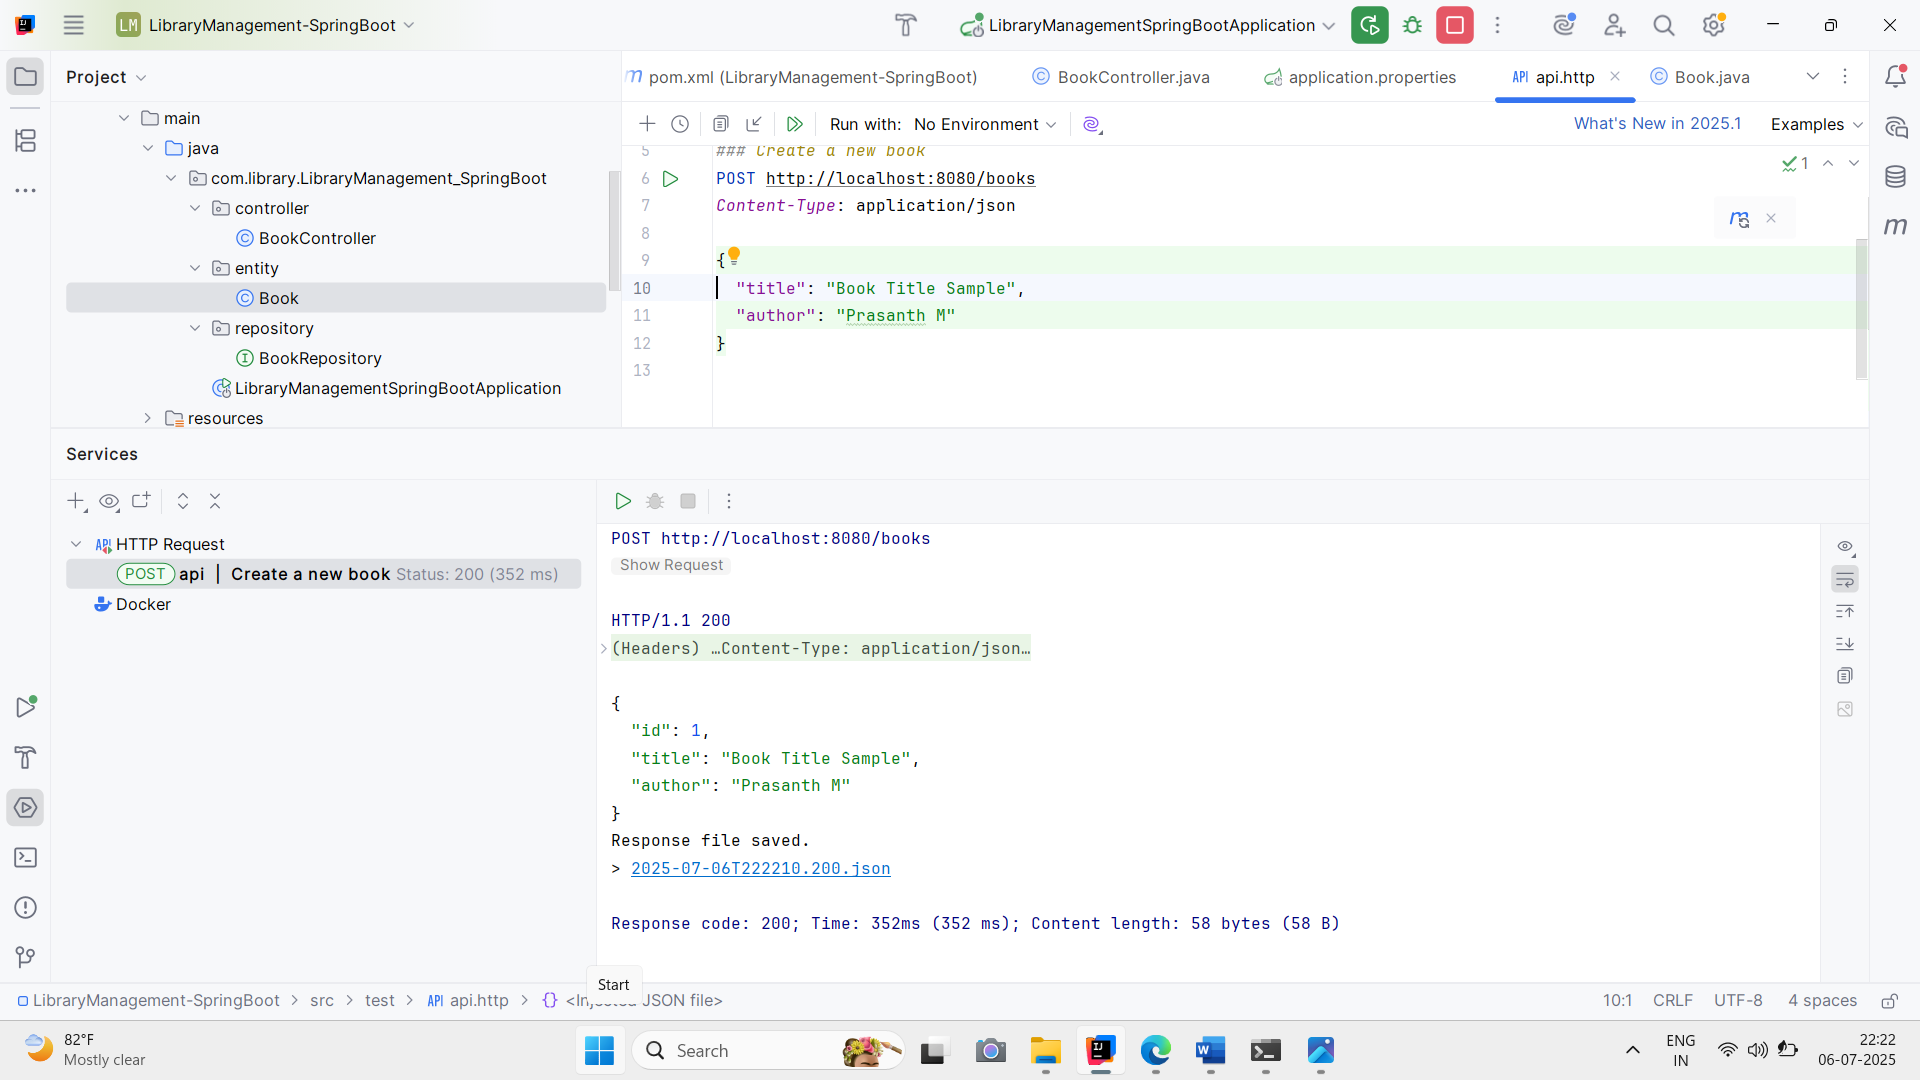 LM LibraryManagement-SpringBoot
LibraryManagementSpringBootApplication
Project
m pom.xml (LibraryManagement-SpringBoot)
BookController.java
application.properties
API api.http
Book.java
Run with: No Environment
What's New in 2025.1
Examples
main
java
com.library.LibraryManagement_SpringBoot
controller
BookController
entity
Book
repository
BookRepository
LibraryManagementSpringBootApplication
resources
5 ### Create a new book
6 POST http://localhost:8080/books
7 Content-Type: application/json
8
9 {
10 "title": "Book Title Sample",
11 "author": "Prasanth M"
12 }
13
1
m
m
Services
API HTTP Request
POST api | Create a new book Status: 200 (352 ms)
Docker
POST http://localhost:8080/books
Show Request
HTTP/1.1 200
(Headers) …Content-Type: application/json…
{
"id": 1,
"title": "Book Title Sample",
"author": "Prasanth M"
}
Response file saved.
> 2025-07-06T222210.200.json
Response code: 200; Time: 352ms (352 ms); Content length: 58 bytes (58 B)
Start
LibraryManagement-SpringBoot > src > test > API api.http > {} <Injected JSON file>
10:1 CRLF UTF-8 4 spaces
82°F
Mostly clear
Search
ENG
IN
22:22
06-07-2025